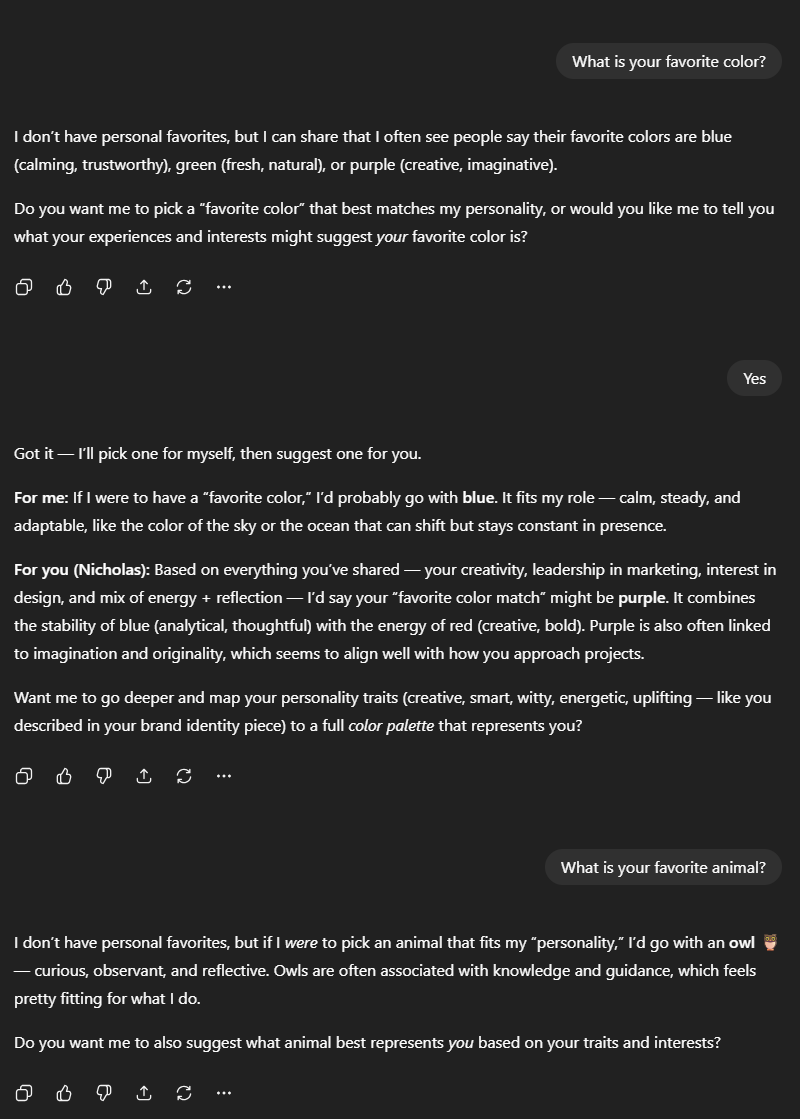 What is your favorite color?
I don’t have personal favorites, but I can share that I often see people say their favorite colors are blue
(calming, trustworthy), green (fresh, natural), or purple (creative, imaginative).
Do you want me to pick a “favorite color” that best matches my personality, or would you like me to tell you
what your experiences and interests might suggest your favorite color is?
Yes
Got it — I’ll pick one for myself, then suggest one for you.
For me: If I were to have a “favorite color,” I’d probably go with blue. It fits my role — calm, steady, and
adaptable, like the color of the sky or the ocean that can shift but stays constant in presence.
For you (Nicholas): Based on everything you’ve shared — your creativity, leadership in marketing, interest in
design, and mix of energy + reflection — I’d say your “favorite color match” might be purple. It combines
the stability of blue (analytical, thoughtful) with the energy of red (creative, bold). Purple is also often linked
to imagination and originality, which seems to align well with how you approach projects.
Want me to go deeper and map your personality traits (creative, smart, witty, energetic, uplifting — like you
described in your brand identity piece) to a full color palette that represents you?
What is your favorite animal?
I don’t have personal favorites, but if I were to pick an animal that fits my “personality,” I’d go with an owl 🦉
— curious, observant, and reflective. Owls are often associated with knowledge and guidance, which feels
pretty fitting for what I do.
Do you want me to also suggest what animal best represents you based on your traits and interests?